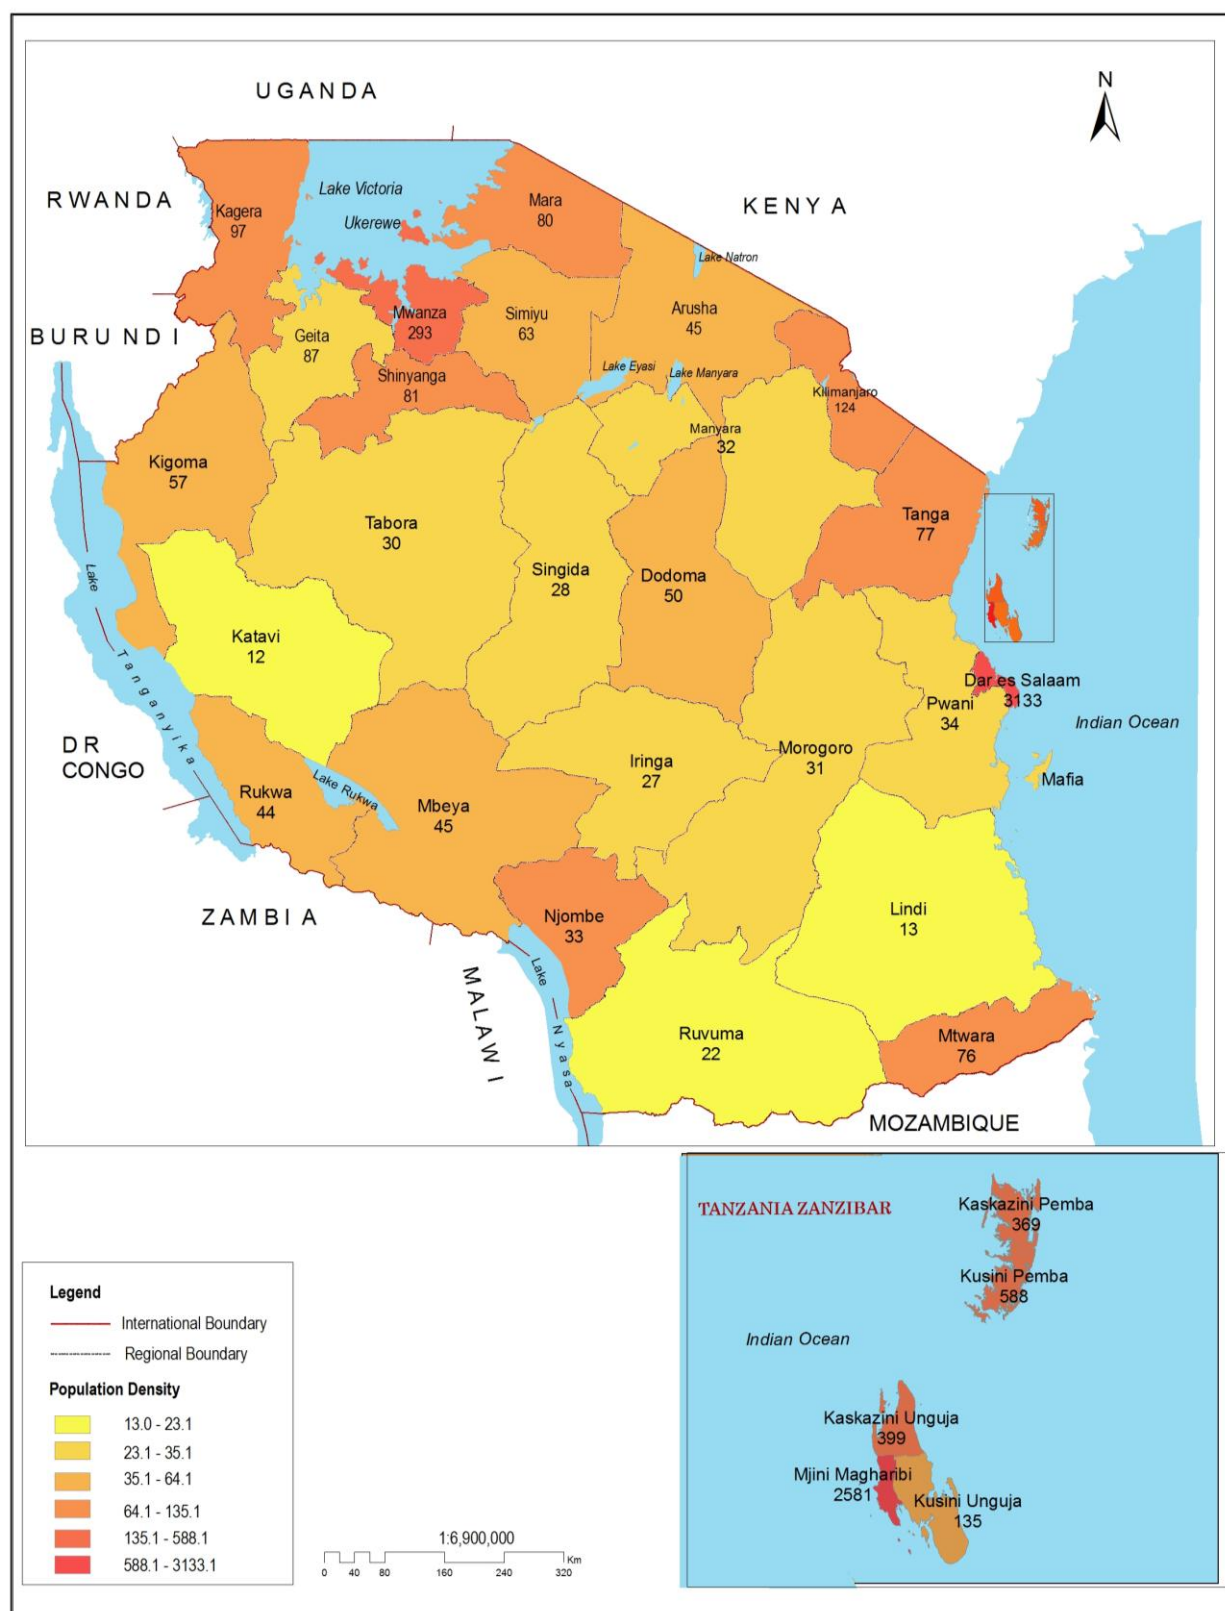 N
UGANDA
RWANDA
KENYA
BURUNDI
DR
CONGO
ZAMBIA
MALAWI
MOZAMBIQUE
Lake Victoria
Ukerewe
Kagera
97
Mara
80
Lake Natron
Arusha
45
Mwanza
293
Simiyu
63
Geita
87
Shinyanga
81
Lake Eyasi
Lake Manyara
Kilimanjaro
124
Manyara
32
Kigoma
57
Tabora
30
Singida
28
Dodoma
50
Tanga
77
Katavi
12
Lake Tanganyika
Dar es Salaam
3133
Pwani
34
Indian Ocean
Mafia
Morogoro
31
Iringa
27
Rukwa
44
Lake Rukwa
Mbeya
45
Njombe
33
Lindi
13
Lake Nyasa
Ruvuma
22
Mtwara
76
TANZANIA ZANZIBAR
Kaskazini Pemba
369
Kusini Pemba
588
Indian Ocean
Kaskazini Unguja
399
Mjini Magharibi
2581
Kusini Unguja
135
Legend
International Boundary
Regional Boundary
Population Density
13.0 - 23.1
23.1 - 35.1
35.1 - 64.1
64.1 - 135.1
135.1 - 588.1
588.1 - 3133.1
1:6,900,000
Km
0 40 80 160 240 320